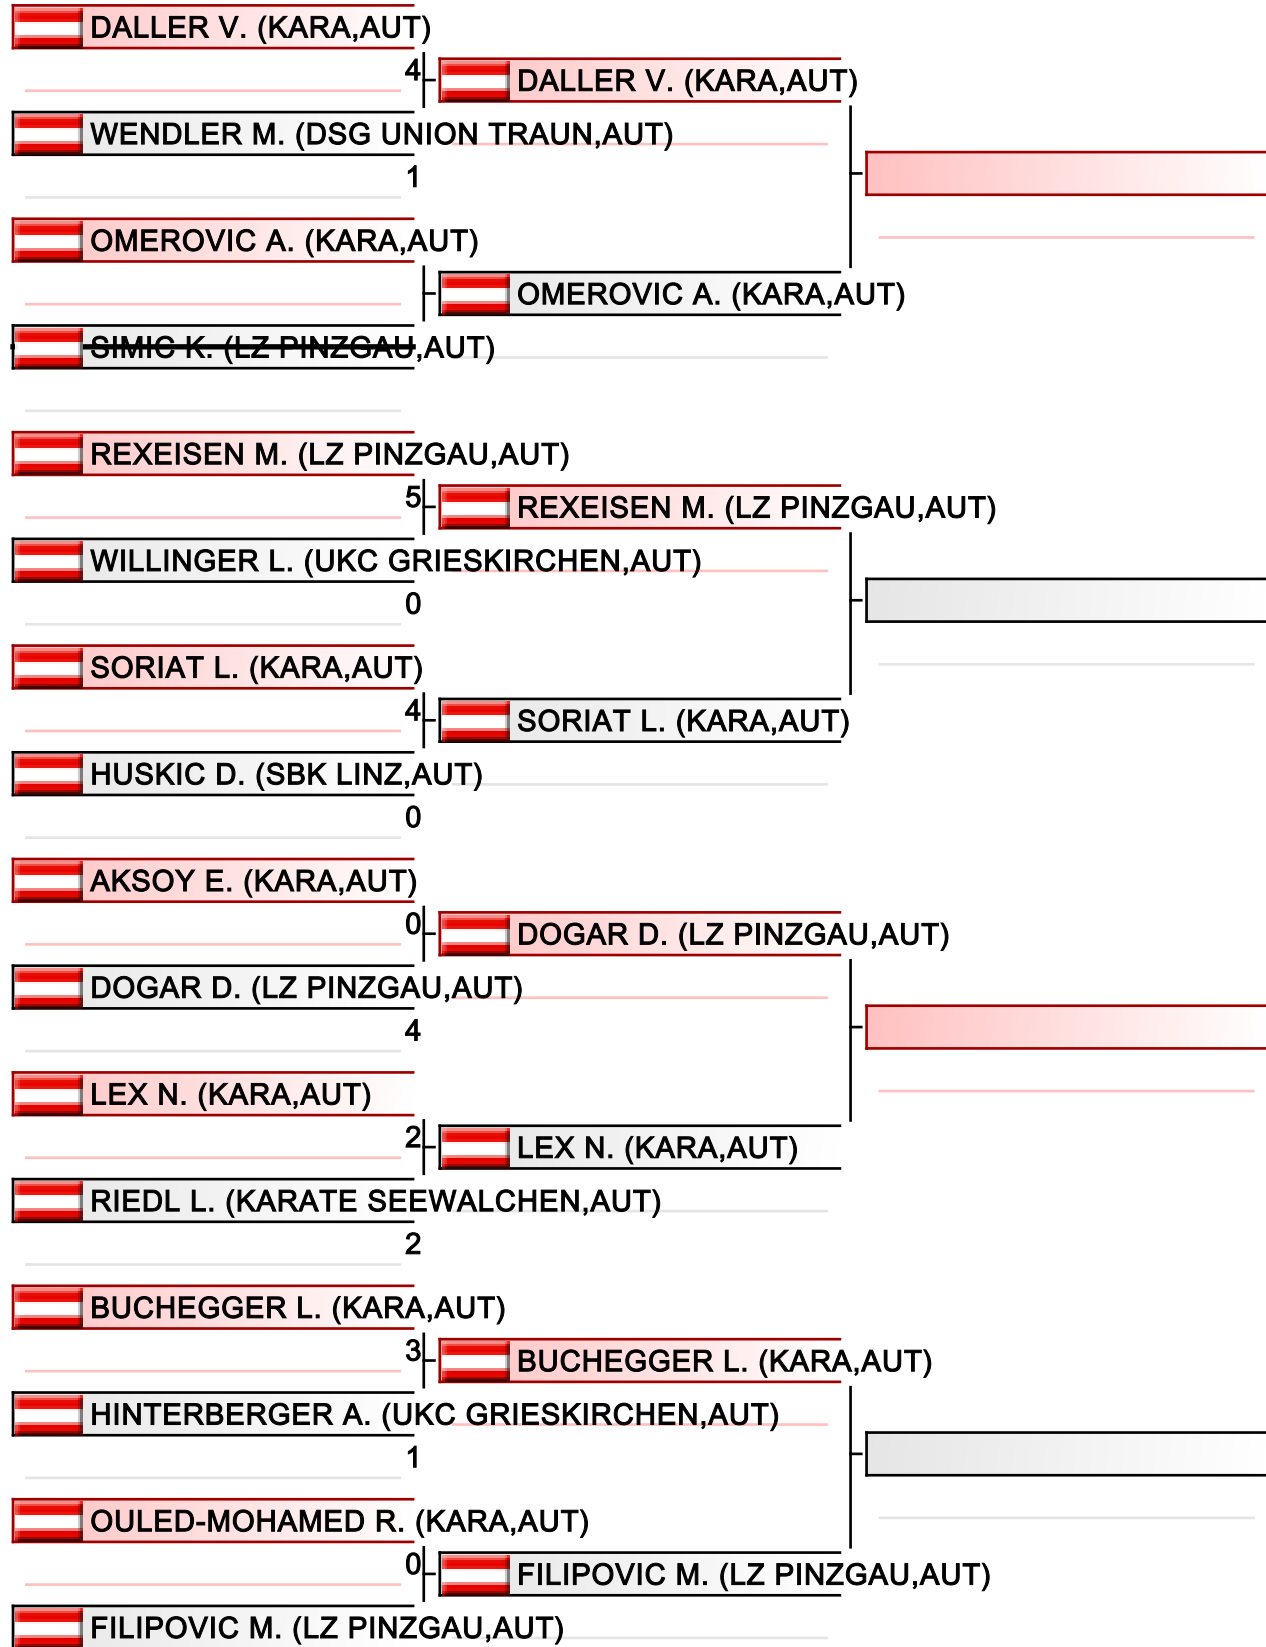 DALLER V. (KARA,AUT)
4
DALLER V. (KARA,AUT)
WENDLER M. (DSG UNION TRAUN,AUT)
1
OMEROVIC A. (KARA,AUT)
OMEROVIC A. (KARA,AUT)
SIMIC K. (LZ PINZGAU,AUT)
REXEISEN M. (LZ PINZGAU,AUT)
5
REXEISEN M. (LZ PINZGAU,AUT)
WILLINGER L. (UKC GRIESKIRCHEN,AUT)
0
SORIAT L. (KARA,AUT)
4
SORIAT L. (KARA,AUT)
HUSKIC D. (SBK LINZ,AUT)
0
AKSOY E. (KARA,AUT)
0
DOGAR D. (LZ PINZGAU,AUT)
DOGAR D. (LZ PINZGAU,AUT)
4
LEX N. (KARA,AUT)
2
LEX N. (KARA,AUT)
RIEDL L. (KARATE SEEWALCHEN,AUT)
2
BUCHEGGER L. (KARA,AUT)
3
BUCHEGGER L. (KARA,AUT)
HINTERBERGER A. (UKC GRIESKIRCHEN,AUT)
1
OULED-MOHAMED R. (KARA,AUT)
0
FILIPOVIC M. (LZ PINZGAU,AUT)
FILIPOVIC M. (LZ PINZGAU,AUT)